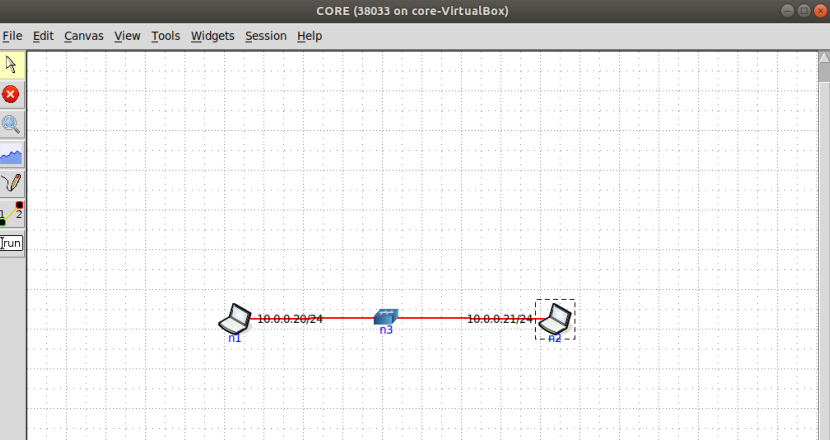 CORE (38033 on core-VirtualBox)
File Edit Canvas View Tools Widgets Session Help
1 2
run
10.0.0.20/24 10.0.0.21/24
n1 n3 n2